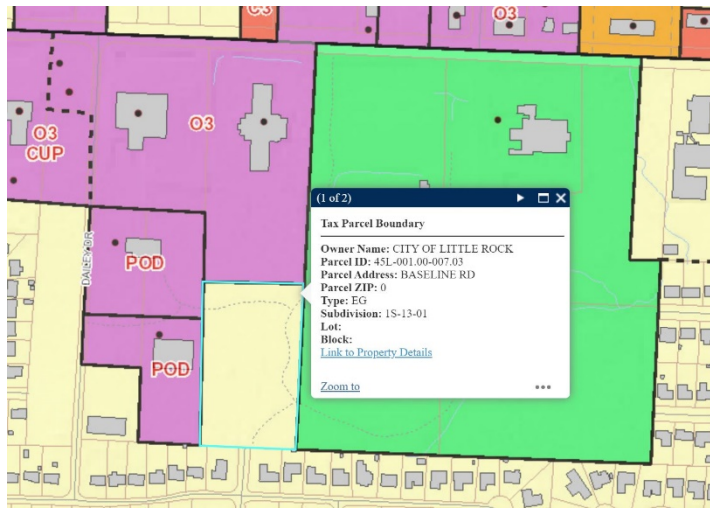 C3
O3
O3
O3
CUP
DAILEY DR
POD
POD
(1 of 2)
Tax Parcel Boundary
Owner Name: CITY OF LITTLE ROCK
Parcel ID: 45L-001.00-007.03
Parcel Address: BASELINE RD
Parcel ZIP: 0
Type: EG
Subdivision: 1S-13-01
Lot:
Block:
Link to Property Details
Zoom to